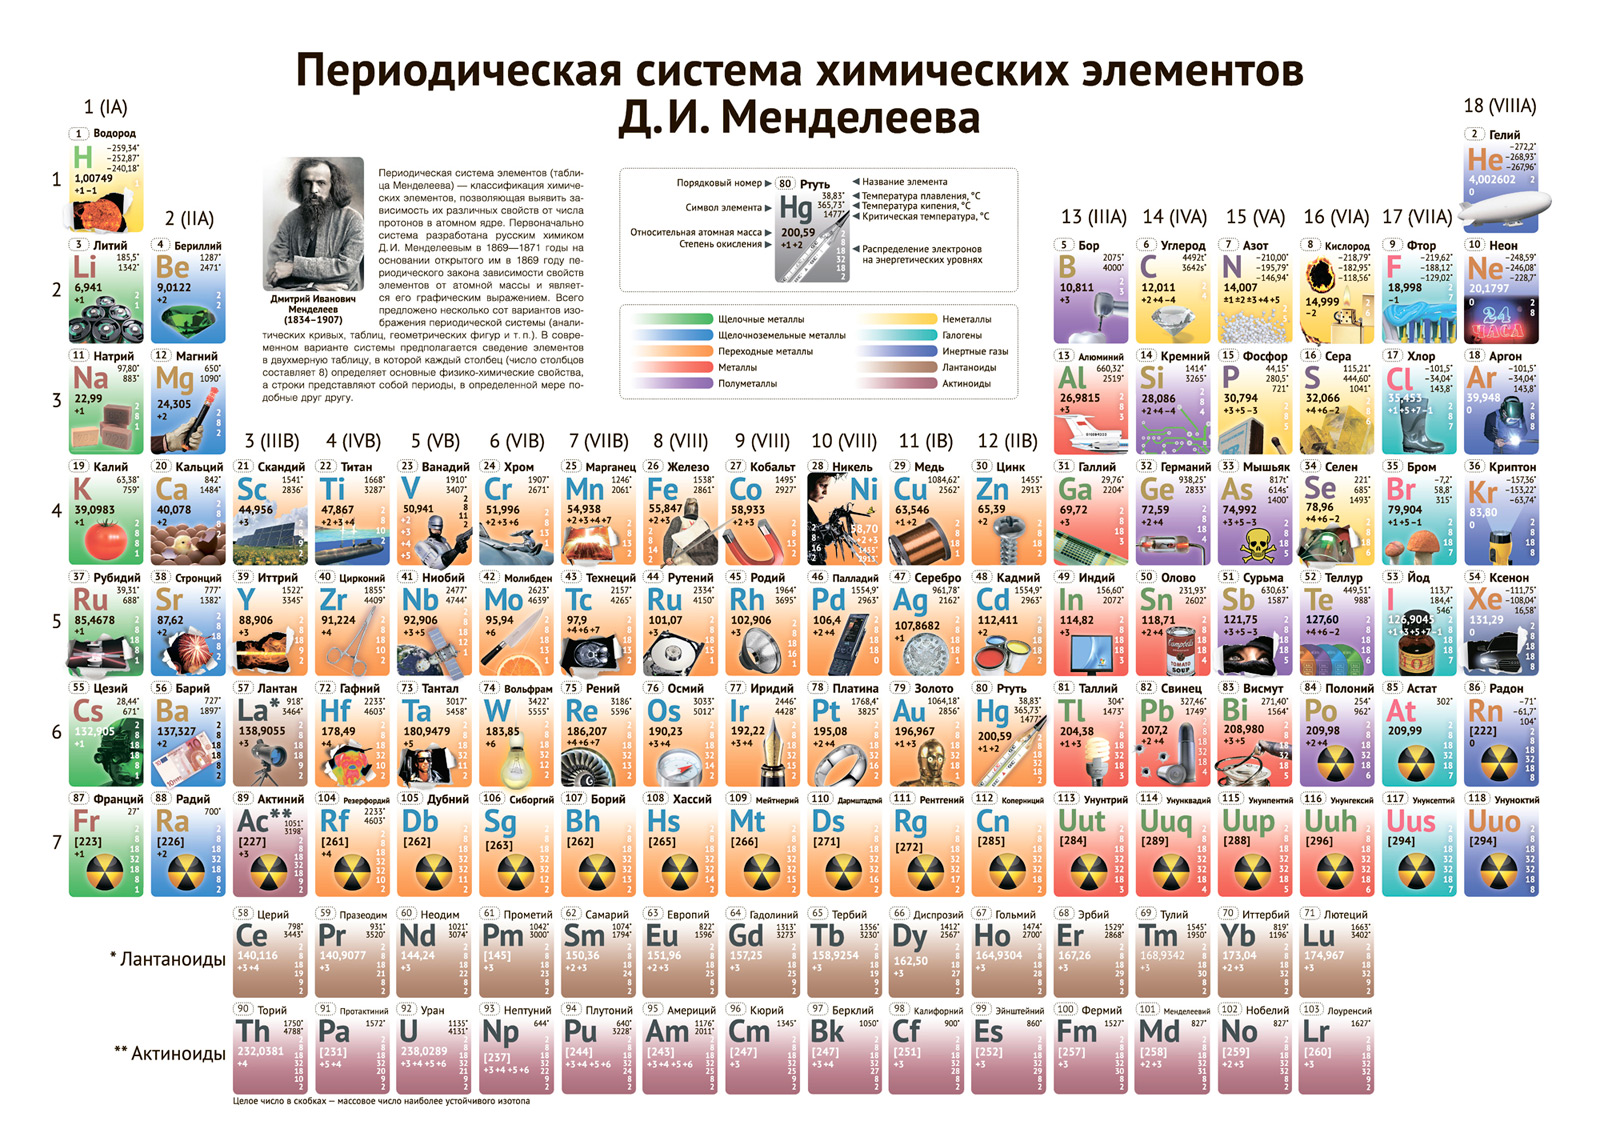 Периодическая система химических элементов
Д. И. Менделеева
1 (IA)
18 (VIIIA)
1 Водород
H
−259,34°
−252,87°
−240,18°
1,00749
+1 −1
2 Гелий
He
−272,2°
−268,93°
−267,96°
4,002602
0
1
2 (IIA)
13 (IIIA) 14 (IVA) 15 (VA) 16 (VIA) 17 (VIIA)
Дмитрий Иванович
Менделеев
(1834–1907)
Периодическая система элементов (табли-
ца Менделеева) — классификация химиче-
ских элементов, позволяющая выявить за-
висимость их различных свойств от числа
протонов в атомном ядре. Первоначально
система разработана русским химиком
Д. И. Менделеевым в 1869—1871 годы на
основании открытого им в 1869 году пе-
риодического закона зависимости свойств
элементов от атомной массы и являет-
ся его графическим выражением. Всего
предложено несколько сот вариантов изо-
бражения периодической системы (анали-
тических кривых, таблиц, геометрических фигур и т. п.). В совре-
менном варианте системы предполагается сведение элементов
в двухмерную таблицу, в которой каждый столбец (число столбцов
составляет 8) определяет основные физико-химические свойства,
а строки представляют собой периоды, в определенной мере по-
добные друг другу.
Порядковый номер
Символ элемента
Относительная атомная масса
Степень окисления
80 Ртуть
Hg
38,83°
365,73°
1477°
200,59
+1 +2
Название элемента
Температура плавления, °C
Температура кипения, °C
Критическая температура, °C
Распределение электронов
на энергетических уровнях
Щелочные металлы
Щелочноземельные металлы
Переходные металлы
Металлы
Полуметаллы
Неметаллы
Галогены
Инертные газы
Лантаноиды
Актиноиды
2
3 Литий Li 185,5° 1342° 6,941 +1
4 Бериллий Be 1287° 2471° 9,0122 +2
5 Бор B 2075° 4000° 10,811 +3
6 Углерод C 4492t° 3642s° 12,011 +2 +4 −4
7 Азот N −210,00° −195,79° −146,94° 14,007 ±1 ±2 ±3 +4 +5
8 Кислород −218,79° −182,95° −118,56° 14,999 −2
9 Фтор F −219,62° −188,12° −129,02° 18,998 −1
10 Неон Ne −248,59° −246,08° −228,7° 20,1797 0
24
ЧАСА
3
11 Натрий Na 97,80° 883° 22,99 +1
12 Магний Mg 650° 1090° 24,305 +2
13 Алюминий Al 660,32° 2519° 26,9815 +3
14 Кремний Si 1414° 3265° 28,086 +2 +4 −4
15 Фосфор P 44,15° 280,5° 721° 30,794 +3 +5 −3
16 Сера S 115,21° 444,60° 1041° 32,066 +4 +6 −2
17 Хлор Cl −101,5° −34,04° 143,8° 35,453 +1 +5 +7 −1
18 Аргон Ar −101,5° −34,04° 143,8° 39,948 0
3 (IIIB) 4 (IVB) 5 (VB) 6 (VIB) 7 (VIIB) 8 (VIII) 9 (VIII) 10 (VIII) 11 (IB) 12 (IIB)
4
19 Калий K 63,38° 759° 39,0983 +1
20 Кальций Ca 842° 1484° 40,078 +2
21 Скандий Sc 1541° 2836° 44,956 +3
22 Титан Ti 1668° 3287° 47,867 +2 +3 +4
23 Ванадий V 1910° 3407° 50,941 +2 +3 +4 +5
24 Хром Cr 1907° 2671° 51,996 +2 +3 +6
25 Марганец Mn 1246° 2061° 54,938 +2 +3 +4 +7
26 Железо Fe 1538° 2861° 55,847 +2 +3
27 Кобальт Co 1495° 2927° 58,933 +2 +3
28 Никель Ni 58,70 +2 +3 1455° 2913°
29 Медь Cu 1084,62° 2562° 63,546 +1 +2
30 Цинк Zn 1455° 2913° 65,39 +2
31 Галлий Ga 29,76° 2204° 69,72 +3
32 Германий Ge 938,25° 2833° 72,59 +2 +4
33 Мышьяк As 817t° 614s° 1400° 74,992 +3 +5 −3
34 Селен Se 221° 685° 1493° 78,96 +4 +6 −2
35 Бром Br −7,2° 58,8° 315° 79,904 +1 +5 −1
36 Криптон Kr −157,36° −153,22° −63,74° 83,80 0
5
37 Рубидий Ru 39,31° 688° 85,4678 +1
38 Стронций Sr 777° 1382° 87,62 +2
39 Иттрий Y 1522° 3345° 88,906 +3
40 Цирконий Zr 1855° 4409° 91,224 +4
41 Ниобий Nb 2477° 4744° 92,906 +3 +5
42 Молибден Mo 2623° 4639° 95,94 +6
43 Технеций Tc 2157° 4265° 97,9 +4 +6 +7
44 Рутений Ru 2334° 4150° 101,07 +3
45 Родий Rh 1964° 3695° 102,906 +3
46 Палладий Pd 1554,9° 2963° 106,4 +2 +4
47 Серебро Ag 961,78° 2162° 107,8682 +1
48 Кадмий Cd 1554,9° 2963° 112,411 +2
49 Индий In 156,60° 2072° 114,82 +3
50 Олово Sn 231,93° 2602° 118,71 +2 +4
Campbell's
TOMATO
SOUP
51 Сурьма Sb 630,63° 1587° 121,75 +3 +5 −3
52 Теллур Te 449,51° 988° 127,60 +4 +6 −2
53 Йод I 113,7° 184,4° 546° 126,9045 +1 +3 +5 +7 −1
54 Ксенон Xe −111,75° −108,04° 16,58° 131,29 0
6
55 Цезий Cs 28,44° 671° 132,905 +1
56 Барий Ba 727° 1897° 137,327 +2
57 Лантан La* 918° 3464° 138,9055 +3
72 Гафний Hf 2233° 4603° 178,49 +4
73 Тантал Ta 3017° 5458° 180,9479 +5
74 Вольфрам W 3422° 5555° 183,85 +6
75 Рений Re 3186° 5596° 186,207 +4 +6 +7
76 Осмий Os 3033° 5012° 190,23 +3 +4
77 Иридий Ir 2446° 4428° 192,22 +3 +4
78 Платина Pt 1768,4° 3825° 195,08 +2 +4
79 Золото Au 1064,18° 2856° 196,967 +1 +3
80 Ртуть Hg 38,83° 365,73° 1477° 200,59 +1 +2
81 Таллий Tl 304° 1473° 204,38 +1 +3
82 Свинец Pb 327,46° 1749° 207,2 +2 +4
83 Висмут Bi 271,40° 1564° 208,980 +3 +5
84 Полоний Po 254° 962° 209,98 +2 +4
85 Астат At 302° 209,99
86 Радон Rn −71° −61,7° 104° [222] 0
7
87 Франций Fr 27° [223] +1
88 Радий Ra 700° [226] +2
89 Актиний Ac** 1051° 3198° [227] +3
104 Резерфордий Rf 2233° 4603° [261] +4
105 Дубний Db [262]
106 Сиборгий Sg [263]
107 Борий Bh [262]
108 Хассий Hs [265]
109 Мейтнерий Mt [266]
110 Дармштадтий Ds [271]
111 Рентгений Rg [272]
112 Коперниций Cn [285]
113 Унунтрий Uut [284]
114 Унунквадий Uuq [289]
115 Унунпентий Uup [288]
116 Унунгексий Uuh [296]
117 Унунсептий Uus [294]
118 Унуноктий Uuo [294]
* Лантаноиды
58 Церий Ce 798° 3443° 140,116 +3 +4
59 Празеодим Pr 931° 3520° 140,9077 +3
60 Неодим Nd 1021° 3074° 144,24 +3
61 Прометий Pm 1042° 3000° [145] +3
62 Самарий Sm 1074° 1794° 150,36 +2 +3
63 Европий Eu 822° 1596° 151,96 +2 +3
64 Гадолиний Gd 1313° 3273° 157,25 +3
65 Тербий Tb 1356° 3230° 158,9254 +3
66 Диспрозий Dy 1412° 2567° 162,50 +3
67 Гольмий Ho 1474° 2700° 164,9304 +3
68 Эрбий Er 1529° 2868° 167,26 +3
69 Тулий Tm 1545° 1950° 168,9342 +3
70 Иттербий Yb 819° 1196° 173,04 +2 +3
71 Лютеций Lu 1663° 3402° 174,967 +3
** Актиноиды
90 Торий Th 1750° 4788° 232,0381 +4
91 Протактиний Pa 1572° [231] +5 +4
92 Уран U 1135° 4131° 238,0289 +3 +4 +5 +6
93 Нептуний Np 644° [237] +3 +4 +5 +6
94 Плутоний Pu 640° 3228° [244] +3 +4 +5 +6
95 Америций Am 1176° 2011° [243] +3 +4 +5 +6
96 Кюрий Cm 1345° [247] +3
97 Берклий Bk 1050° [247] +3 +4
98 Калифорний Cf 900° [251] +3
99 Эйнштейний Es 860° [252] +3
100 Фермий Fm 1527° [257] +3
101 Менделевий Md 827° [258] +2 +3
102 Нобелий No 827° [259] +2 +3
103 Лоуренсий Lr 1627° [260] +3
Целое число в скобках — массовое число наиболее устойчивого изотопа